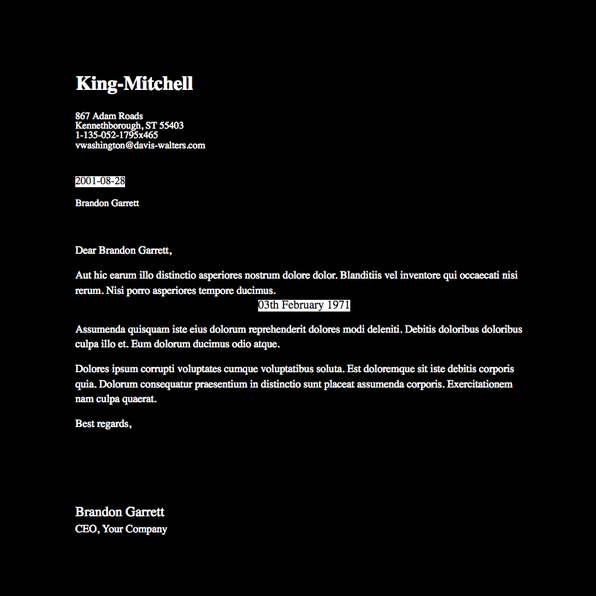 King-Mitchell
867 Adam Roads
Kennethborough, ST 55403
1-135-052-1795x465
vwashington@davis-walters.com
2001-08-28
Brandon Garrett
Dear Brandon Garrett,
Aut hic earum illo distinctio asperiores nostrum dolore dolor. Blanditiis vel inventore qui occaecati nisi
rerum. Nisi porro asperiores tempore ducimus.
03th February 1971
Assumenda quisquam iste eius dolorum reprehenderit dolores modi deleniti. Debitis doloribus doloribus
culpa illo et. Eum dolorum ducimus odio atque.
Dolores ipsum corrupti voluptates cumque voluptatibus soluta. Est doloremque sit iste debitis corporis
quia. Dolorum consequatur praesentium in distinctio sunt placeat assumenda corporis. Exercitationem
nam culpa quaerat.
Best regards,
Brandon Garrett
CEO, Your Company